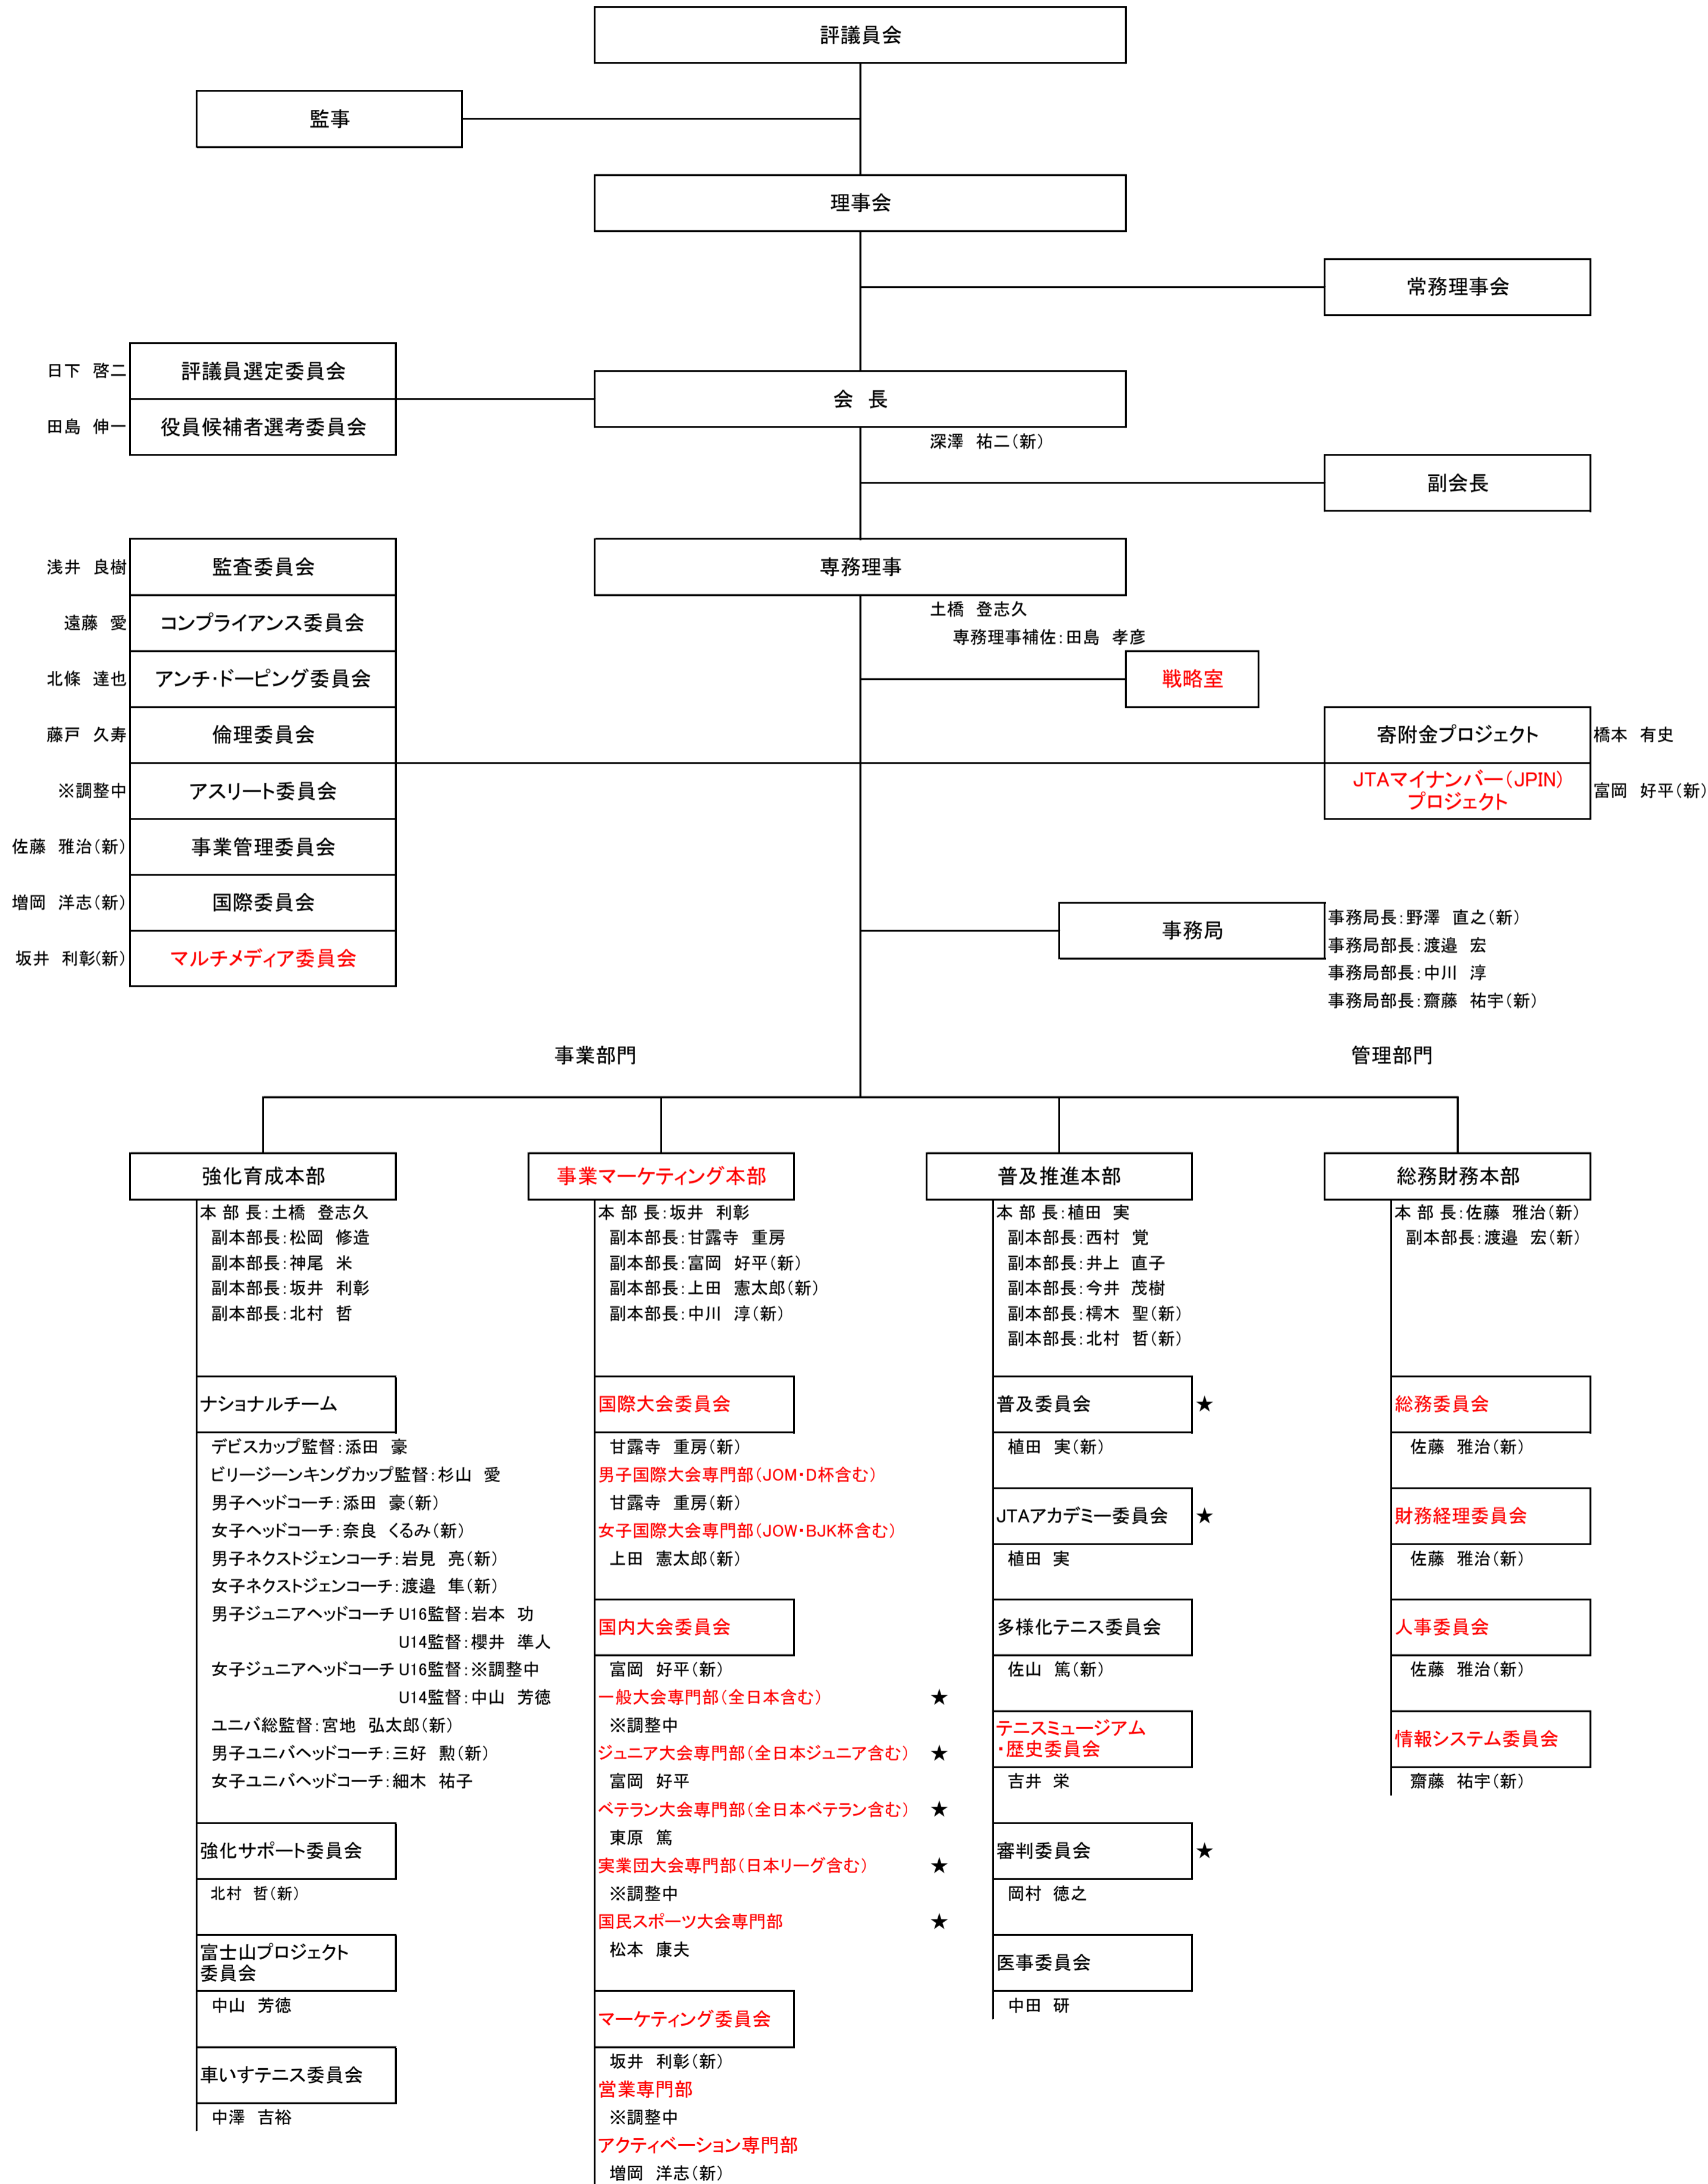 評議員会
監事
理事会
常務理事会
日下 啓二
評議員選定委員会
田島 伸一
役員候補者選考委員会
会 長
深澤 祐二(新)
副会長
浅井 良樹
監査委員会
遠藤 愛
コンプライアンス委員会
北條 達也
アンチ・ドーピング委員会
藤戸 久寿
倫理委員会
※調整中
アスリート委員会
佐藤 雅治(新)
事業管理委員会
増岡 洋志(新)
国際委員会
坂井 利彰(新)
マルチメディア委員会
専務理事
土橋 登志久
専務理事補佐:田島 孝彦
戦略室
寄附金プロジェクト
橋本 有史
JTAマイナンバー(JPIN)
プロジェクト
富岡 好平(新)
事務局
事務局長:野澤 直之(新)
事務局部長:渡邉 宏
事務局部長:中川 淳
事務局部長:齋藤 祐宇(新)
事業部門
管理部門
強化育成本部
本 部 長:土橋 登志久
副本部長:松岡 修造
副本部長:神尾 米
副本部長:坂井 利彰
副本部長:北村 哲
ナショナルチーム
デビスカップ監督:添田 豪
ビリージーンキングカップ監督:杉山 愛
男子ヘッドコーチ:添田 豪(新)
女子ヘッドコーチ:奈良 くるみ(新)
男子ネクストジェンコーチ:岩見 亮(新)
女子ネクストジェンコーチ:渡邉 隼(新)
男子ジュニアヘッドコーチ U16監督:岩本 功
U14監督:櫻井 準人
女子ジュニアヘッドコーチ U16監督:※調整中
U14監督:中山 芳徳
ユニバ総監督:宮地 弘太郎(新)
男子ユニバヘッドコーチ:三好 勲(新)
女子ユニバヘッドコーチ:細木 祐子
強化サポート委員会
北村 哲(新)
富士山プロジェクト
委員会
中山 芳徳
車いすテニス委員会
中澤 吉裕
事業マーケティング本部
本 部 長:坂井 利彰
副本部長:甘露寺 重房
副本部長:富岡 好平(新)
副本部長:上田 憲太郎(新)
副本部長:中川 淳(新)
国際大会委員会
甘露寺 重房(新)
男子国際大会専門部(JOM・D杯含む)
甘露寺 重房(新)
女子国際大会専門部(JOW・BJK杯含む)
上田 憲太郎(新)
国内大会委員会
富岡 好平(新)
一般大会専門部(全日本含む) ★
※調整中
ジュニア大会専門部(全日本ジュニア含む) ★
富岡 好平
ベテラン大会専門部(全日本ベテラン含む) ★
東原 篤
実業団大会専門部(日本リーグ含む) ★
※調整中
国民スポーツ大会専門部 ★
松本 康夫
マーケティング委員会
坂井 利彰(新)
営業専門部
※調整中
アクティベーション専門部
増岡 洋志(新)
普及推進本部
本 部 長:植田 実
副本部長:西村 覚
副本部長:井上 直子
副本部長:今井 茂樹
副本部長:樗木 聖(新)
副本部長:北村 哲(新)
普及委員会 ★
植田 実(新)
JTAアカデミー委員会 ★
植田 実
多様化テニス委員会
佐山 篤(新)
テニスミュージアム
・歴史委員会
吉井 栄
審判委員会 ★
岡村 徳之
医事委員会
中田 研
総務財務本部
本 部 長:佐藤 雅治(新)
副本部長:渡邉 宏(新)
総務委員会
佐藤 雅治(新)
財務経理委員会
佐藤 雅治(新)
人事委員会
佐藤 雅治(新)
情報システム委員会
齋藤 祐宇(新)